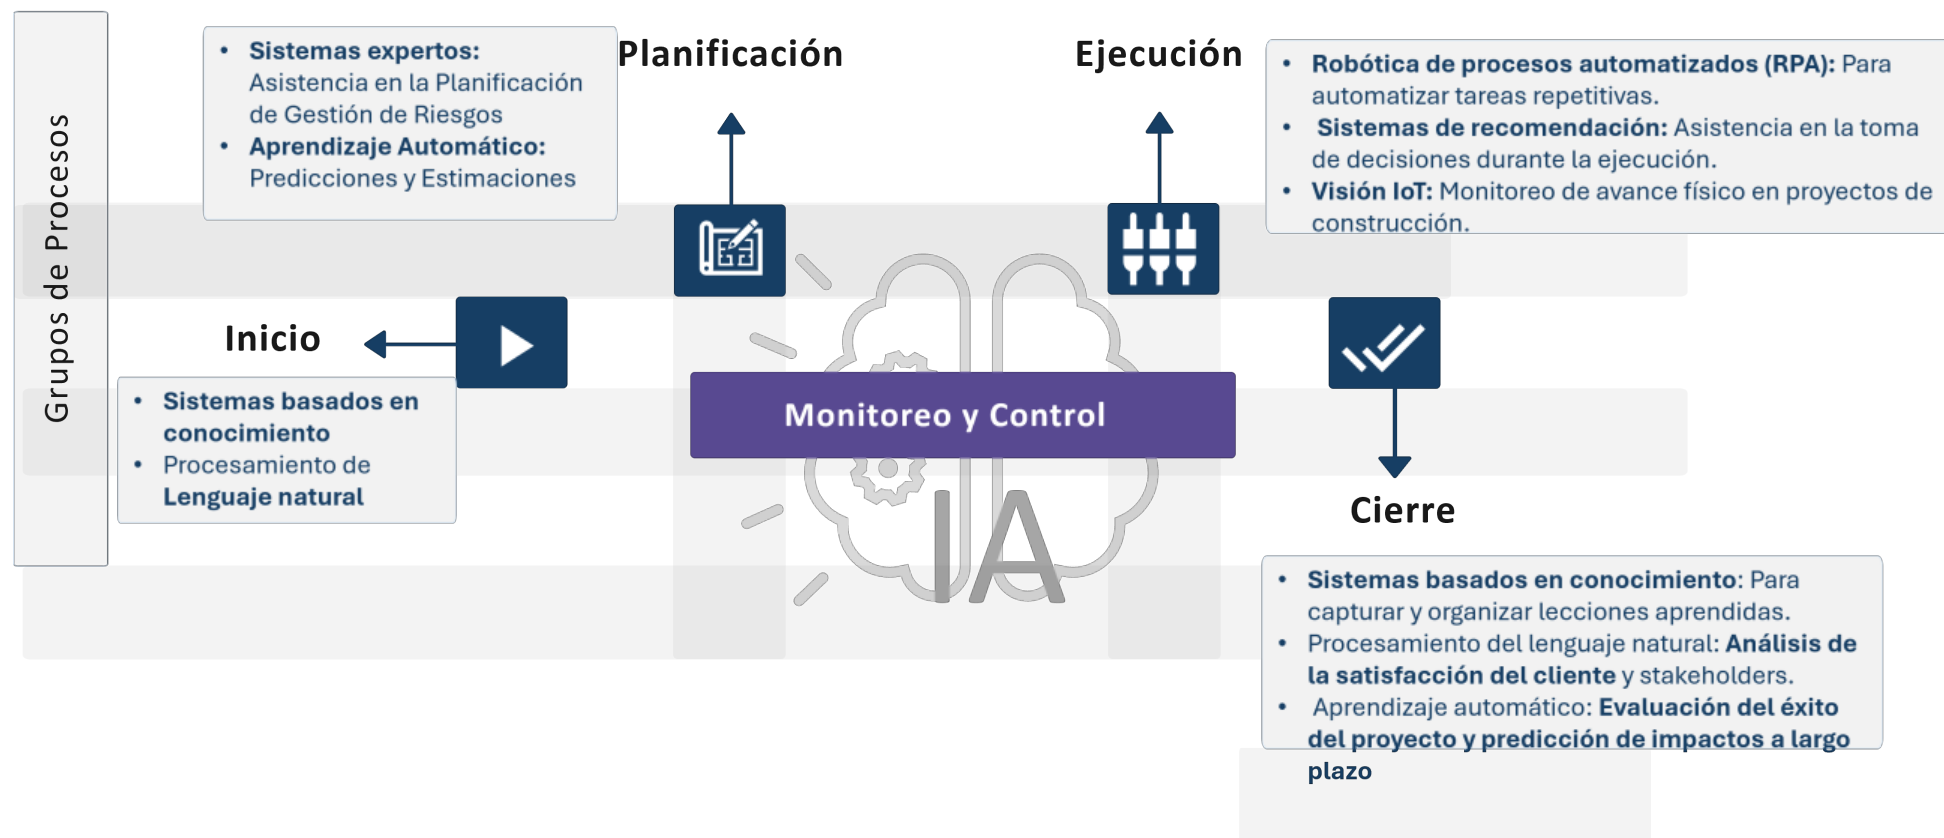 Grupos de Procesos
• Sistemas expertos:
Asistencia en la Planificación
de Gestión de Riesgos
• Aprendizaje Automático:
Predicciones y Estimaciones
Planificación
Ejecución
• Robótica de procesos automatizados (RPA): Para
automatizar tareas repetitivas.
• Sistemas de recomendación: Asistencia en la toma
de decisiones durante la ejecución.
• Visión IoT: Monitoreo de avance físico en proyectos de
construcción.
Inicio
• Sistemas basados en
conocimiento
• Procesamiento de
Lenguaje natural
Monitoreo y Control
IA
Cierre
• Sistemas basados en conocimiento: Para
capturar y organizar lecciones aprendidas.
• Procesamiento del lenguaje natural: Análisis de
la satisfacción del cliente y stakeholders.
• Aprendizaje automático: Evaluación del éxito
del proyecto y predicción de impactos a largo
plazo